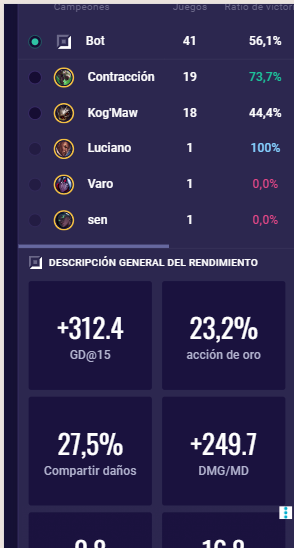 Campeones Juegos Ratio de victor
Bot 41 56,1%
Contracción 19 73,7%
Kog'Maw 18 44,4%
Luciano 1 100%
Varo 1 0,0%
sen 1 0,0%
DESCRIPCIÓN GENERAL DEL RENDIMIENTO
+312.4 23,2%
GD@15 acción de oro
27,5% +249.7
Compartir daños DMG/MD